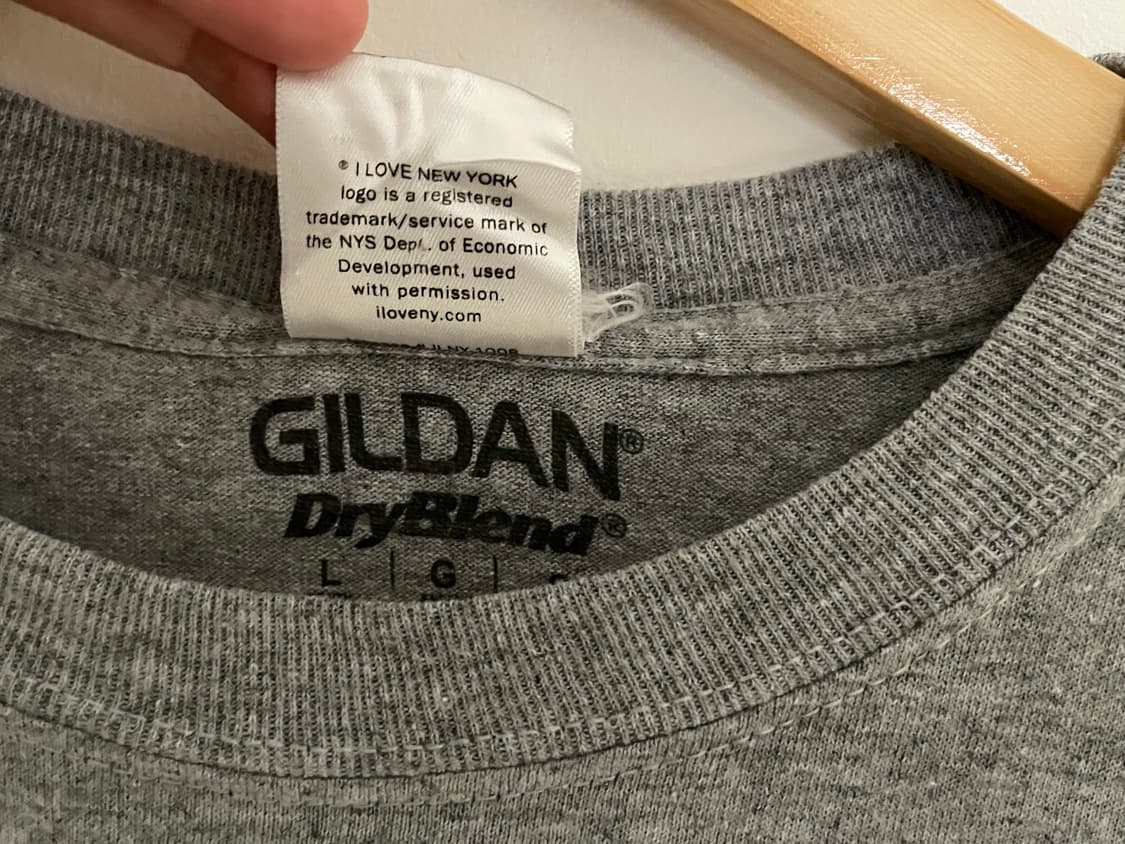 ® I LOVE NEW YORK
logo is a registered
trademark/service mark of
the NYS Dept. of Economic
Development, used
with permission.
iloveny.com
GILDAN®
DryBlend®
L | G |